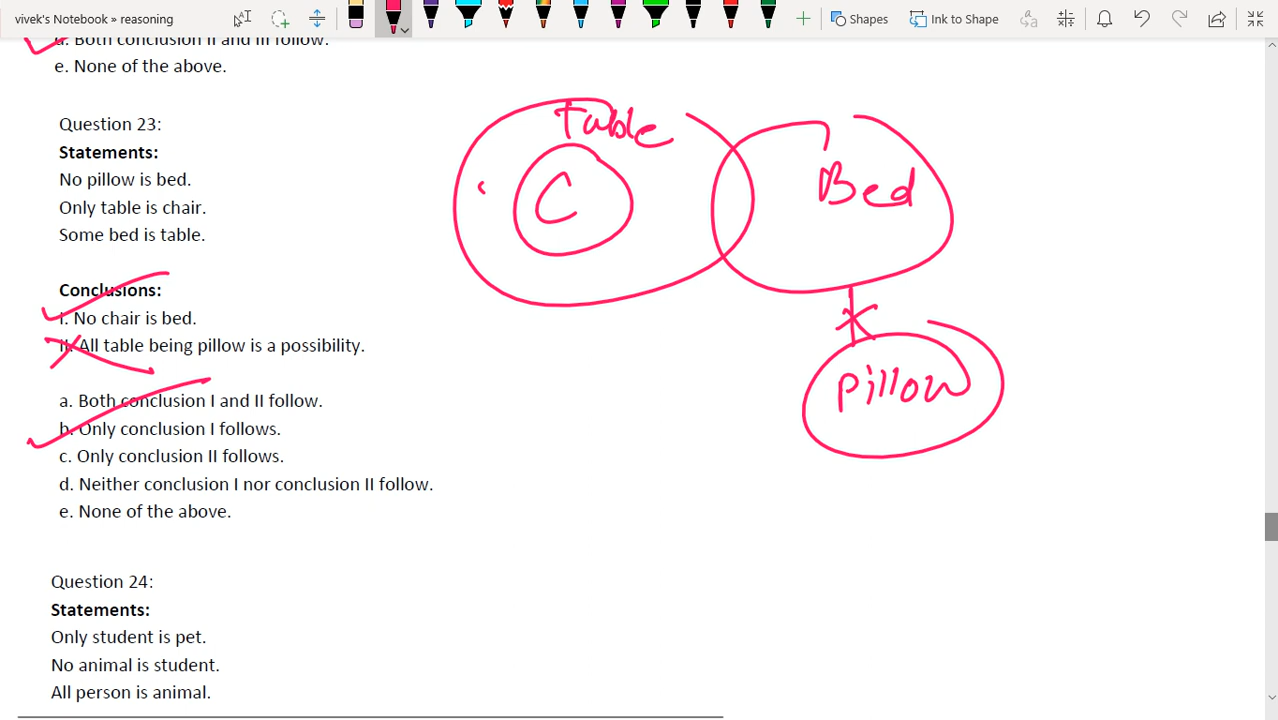 vivek's Notebook » reasoning
Shapes
Ink to Shape
d. Both conclusion II and III follow.
e. None of the above.
Question 23:
Statements:
No pillow is bed.
Only table is chair.
Some bed is table.
Conclusions:
I. No chair is bed.
II. All table being pillow is a possibility.
a. Both conclusion I and II follow.
b. Only conclusion I follows.
c. Only conclusion II follows.
d. Neither conclusion I nor conclusion II follow.
e. None of the above.
Table
C
Bed
Pillow
Question 24:
Statements:
Only student is pet.
No animal is student.
All person is animal.